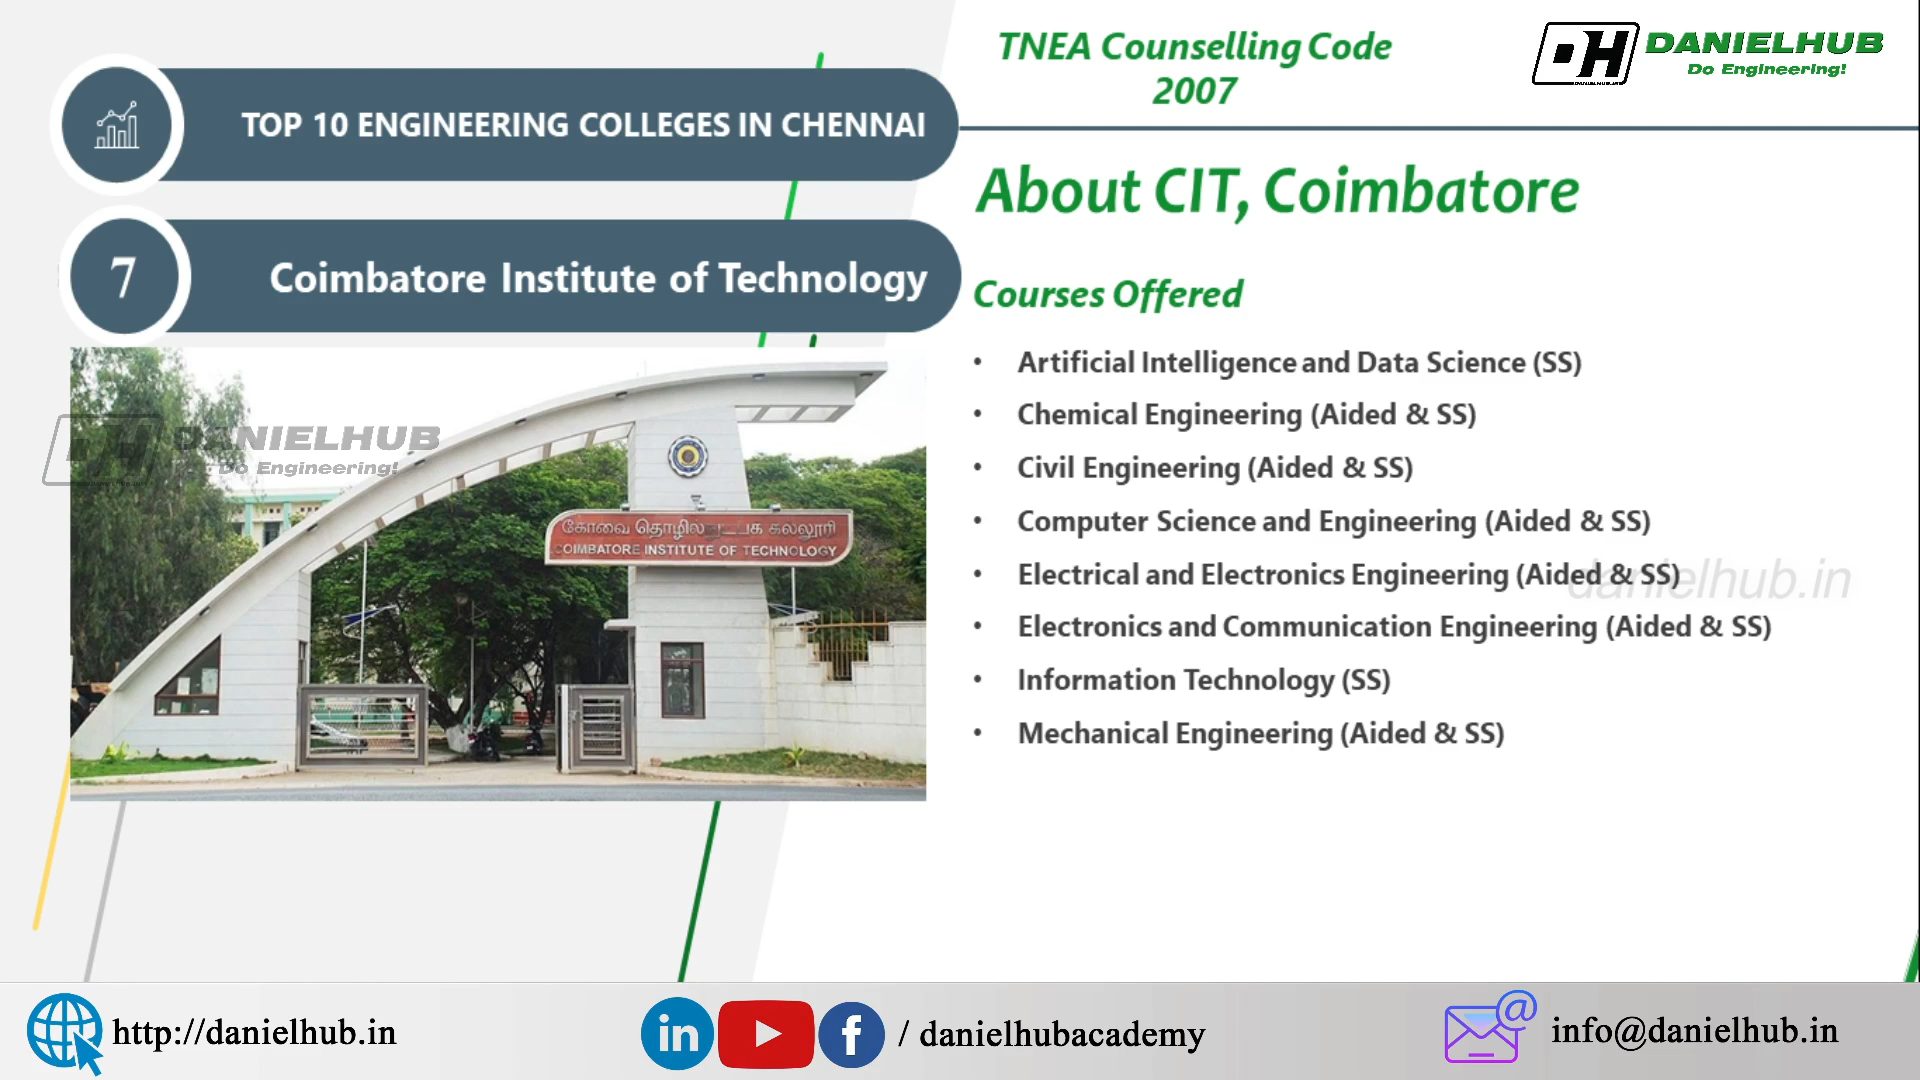 TNEA Counselling Code
2007
DH DANIELHUB
Do Engineering!
TOP 10 ENGINEERING COLLEGES IN CHENNAI
7
Coimbatore Institute of Technology
DANIELHUB
Do Engineering!
COIMBATORE INSTITUTE OF TECHNOLOGY
About CIT, Coimbatore
Courses Offered
• Artificial Intelligence and Data Science (SS)
• Chemical Engineering (Aided & SS)
• Civil Engineering (Aided & SS)
• Computer Science and Engineering (Aided & SS)
• Electrical and Electronics Engineering (Aided & SS)
• Electronics and Communication Engineering (Aided & SS)
• Information Technology (SS)
• Mechanical Engineering (Aided & SS)
danielhub.in
http://danielhub.in
in f / danielhubacademy
@ info@danielhub.in